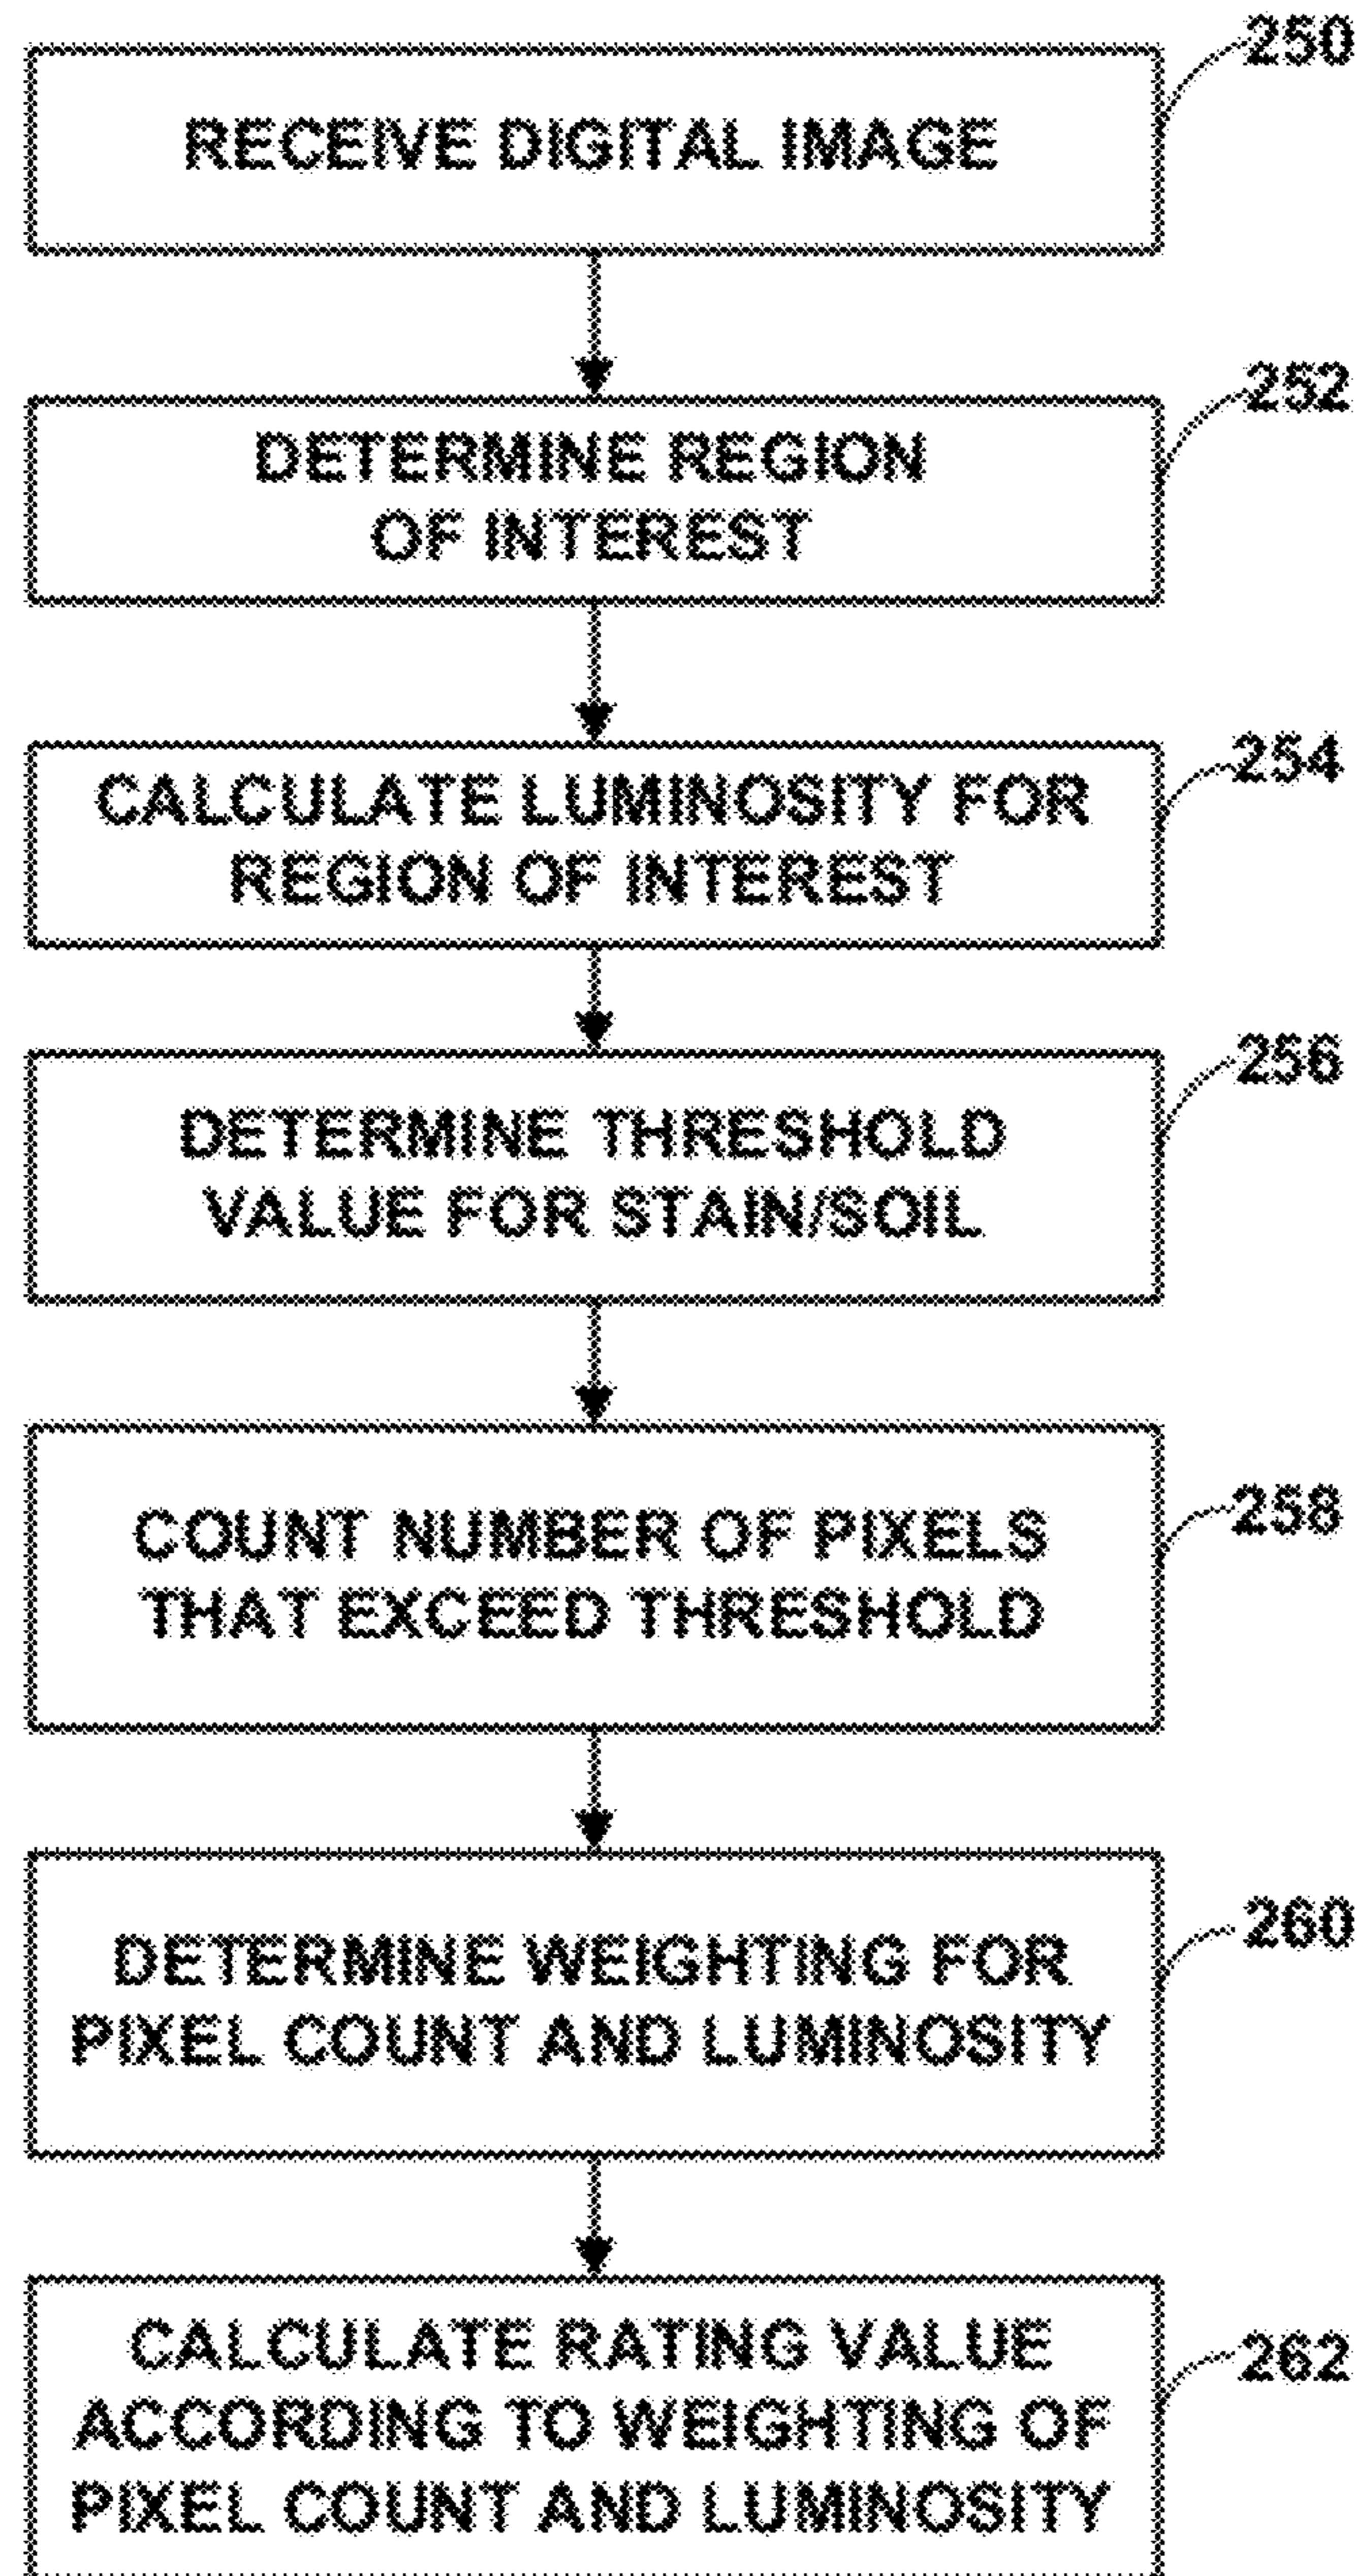 250
RECEIVE DIGITAL IMAGE
252
DETERMINE REGION
OF INTEREST
254
CALCULATE LUMINOSITY FOR
REGION OF INTEREST
256
DETERMINE THRESHOLD
VALUE FOR STAIN/SOIL
258
COUNT NUMBER OF PIXELS
THAT EXCEED THRESHOLD
260
DETERMINE WEIGHTING FOR
PIXEL COUNT AND LUMINOSITY
262
CALCULATE RATING VALUE
ACCORDING TO WEIGHTING OF
PIXEL COUNT AND LUMINOSITY